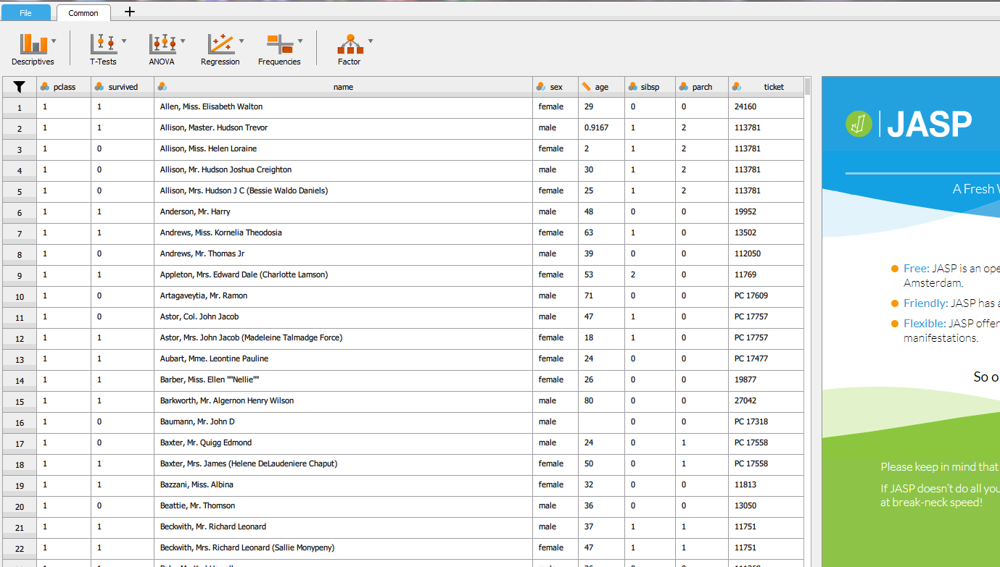 File Common +
Descriptives T-Tests ANOVA Regression Frequencies Factor
pclass survived name sex age sibsp parch ticket
1 1 1 Allen, Miss. Elisabeth Walton female 29 0 0 24160
2 1 1 Allison, Master. Hudson Trevor male 0.9167 1 2 113781
3 1 0 Allison, Miss. Helen Loraine female 2 1 2 113781
4 1 0 Allison, Mr. Hudson Joshua Creighton male 30 1 2 113781
5 1 0 Allison, Mrs. Hudson J C (Bessie Waldo Daniels) female 25 1 2 113781
6 1 1 Anderson, Mr. Harry male 48 0 0 19952
7 1 1 Andrews, Miss. Kornelia Theodosia female 63 1 0 13502
8 1 0 Andrews, Mr. Thomas Jr male 39 0 0 112050
9 1 1 Appleton, Mrs. Edward Dale (Charlotte Lamson) female 53 2 0 11769
10 1 0 Artagaveytia, Mr. Ramon male 71 0 0 PC 17609
11 1 0 Astor, Col. John Jacob male 47 1 0 PC 17757
12 1 1 Astor, Mrs. John Jacob (Madeleine Talmadge Force) female 18 1 0 PC 17757
13 1 1 Aubart, Mme. Leontine Pauline female 24 0 0 PC 17477
14 1 1 Barber, Miss. Ellen ""Nellie"" female 26 0 0 19877
15 1 1 Barkworth, Mr. Algernon Henry Wilson male 80 0 0 27042
16 1 0 Baumann, Mr. John D male 0 0 PC 17318
17 1 0 Baxter, Mr. Quigg Edmond male 24 0 1 PC 17558
18 1 1 Baxter, Mrs. James (Helene DeLaudeniere Chaput) female 50 0 1 PC 17558
19 1 1 Bazzani, Miss. Albina female 32 0 0 11813
20 1 0 Beattie, Mr. Thomson male 36 0 0 13050
21 1 1 Beckwith, Mr. Richard Leonard male 37 1 1 11751
22 1 1 Beckwith, Mrs. Richard Leonard (Sallie Monypeny) female 47 1 1 11751
JASP
A Fresh
Free: JASP is an ope
Amsterdam.
Friendly: JASP has a
Flexible: JASP offer
manifestations.
So o
Please keep in mind that
If JASP doesn't do all you
at break-neck speed!